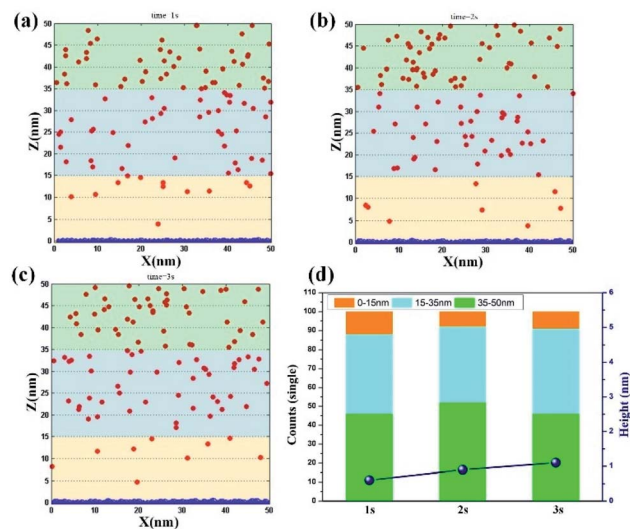 (a)
time=1s
50
45
40
35
30
25
20
15
10
5
0
Z(nm)
0 10 20 30 40 50
X(nm)
(b)
time=2s
50
45
40
35
30
25
20
15
10
5
0
Z(nm)
0 10 20 30 40 50
X(nm)
(c)
time=3s
50
45
40
35
30
25
20
15
10
5
0
Z(nm)
0 10 20 30 40 50
X(nm)
(d)
0-15nm 15-35nm 35-50nm
110
100
90
80
70
60
50
40
30
20
10
0
Counts (single)
6
5
4
3
2
1
0
Height(nm)
1s 2s 3s